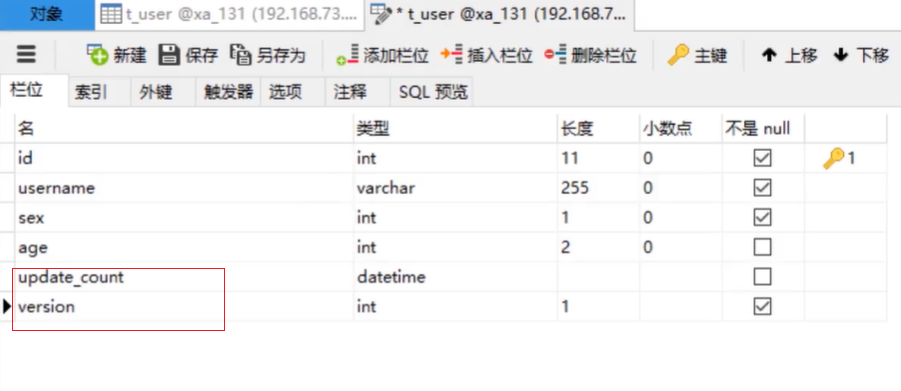 对象 t_user @xa_131 (192.168.73.... * t_user @xa_131 (192.168.7...
新建 保存 另存为 添加栏位 插入栏位 删除栏位 主键 上移 下移
栏位 索引 外键 触发器 选项 注释 SQL 预览
名 类型 长度 小数点 不是 null
id int 11 0 1
username varchar 255 0
sex int 1 0
age int 2 0
update_count datetime
version int 1